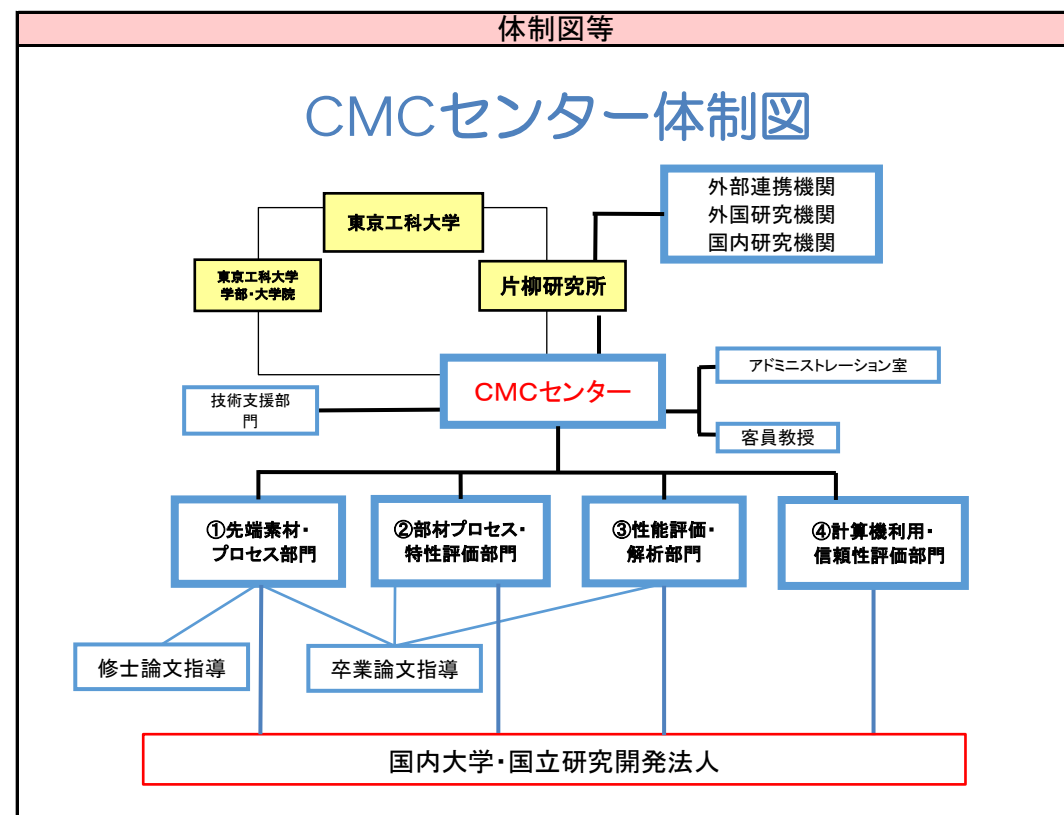 体制図等
CMCセンター体制図
外部連携機関
外国研究機関
国内研究機関
東京工科大学
東京工科大学
学部・大学院
片柳研究所
CMCセンター
アドミニストレーション室
技術支援部
門
客員教授
①先端素材・
プロセス部門
②部材プロセス・
特性評価部門
③性能評価・
解析部門
④計算機利用・
信頼性評価部門
修士論文指導
卒業論文指導
国内大学・国立研究開発法人